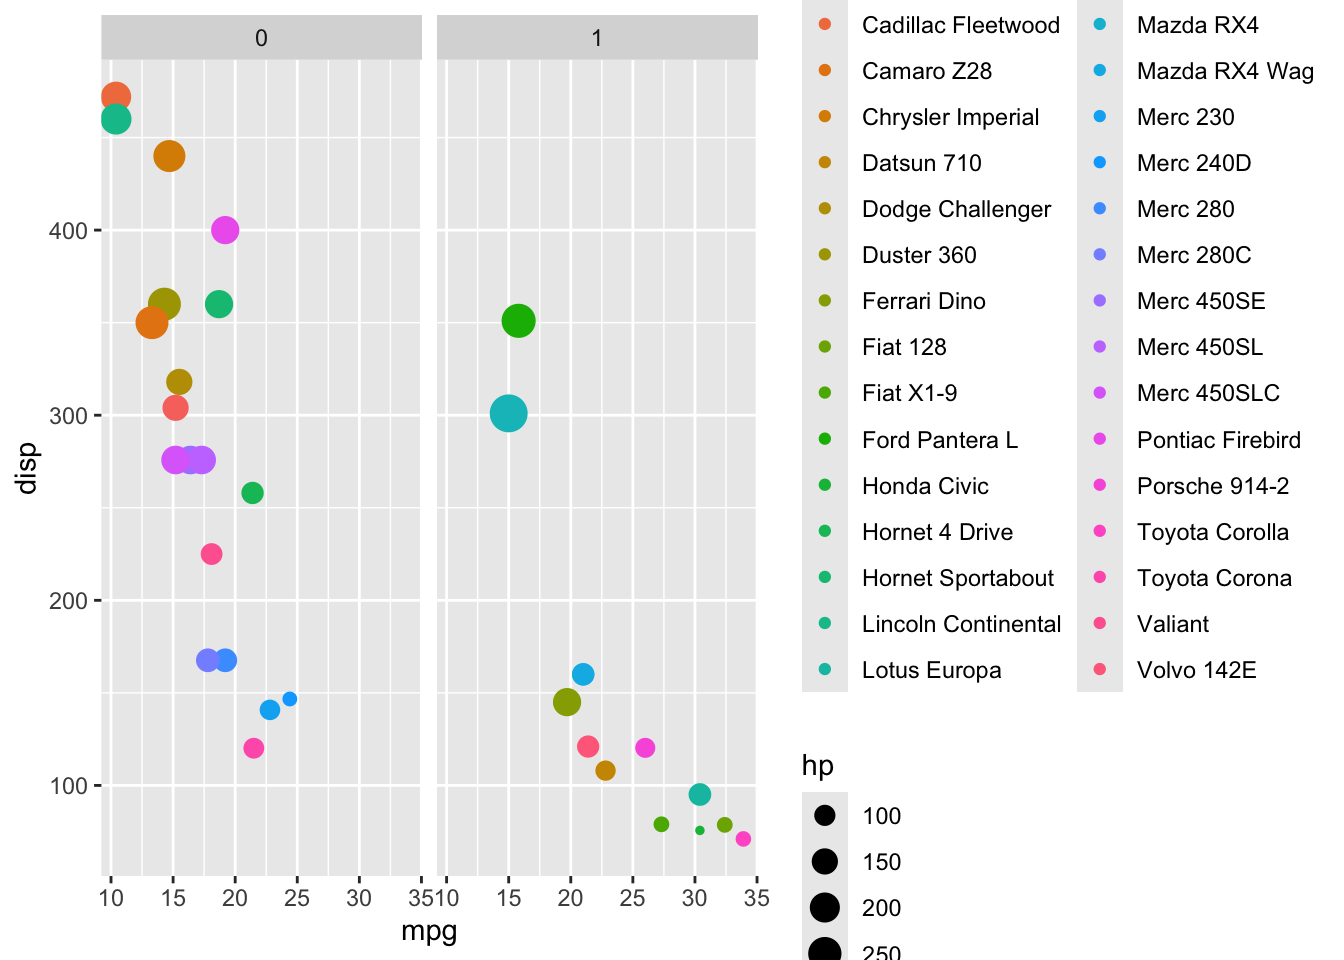 0
1
disp
400
300
200
100
10 15 20 25 30 35
10 15 20 25 30 35
mpg
Cadillac Fleetwood
Camaro Z28
Chrysler Imperial
Datsun 710
Dodge Challenger
Duster 360
Ferrari Dino
Fiat 128
Fiat X1-9
Ford Pantera L
Honda Civic
Hornet 4 Drive
Hornet Sportabout
Lincoln Continental
Lotus Europa
Mazda RX4
Mazda RX4 Wag
Merc 230
Merc 240D
Merc 280
Merc 280C
Merc 450SE
Merc 450SL
Merc 450SLC
Pontiac Firebird
Porsche 914-2
Toyota Corolla
Toyota Corona
Valiant
Volvo 142E
hp
100
150
200
250